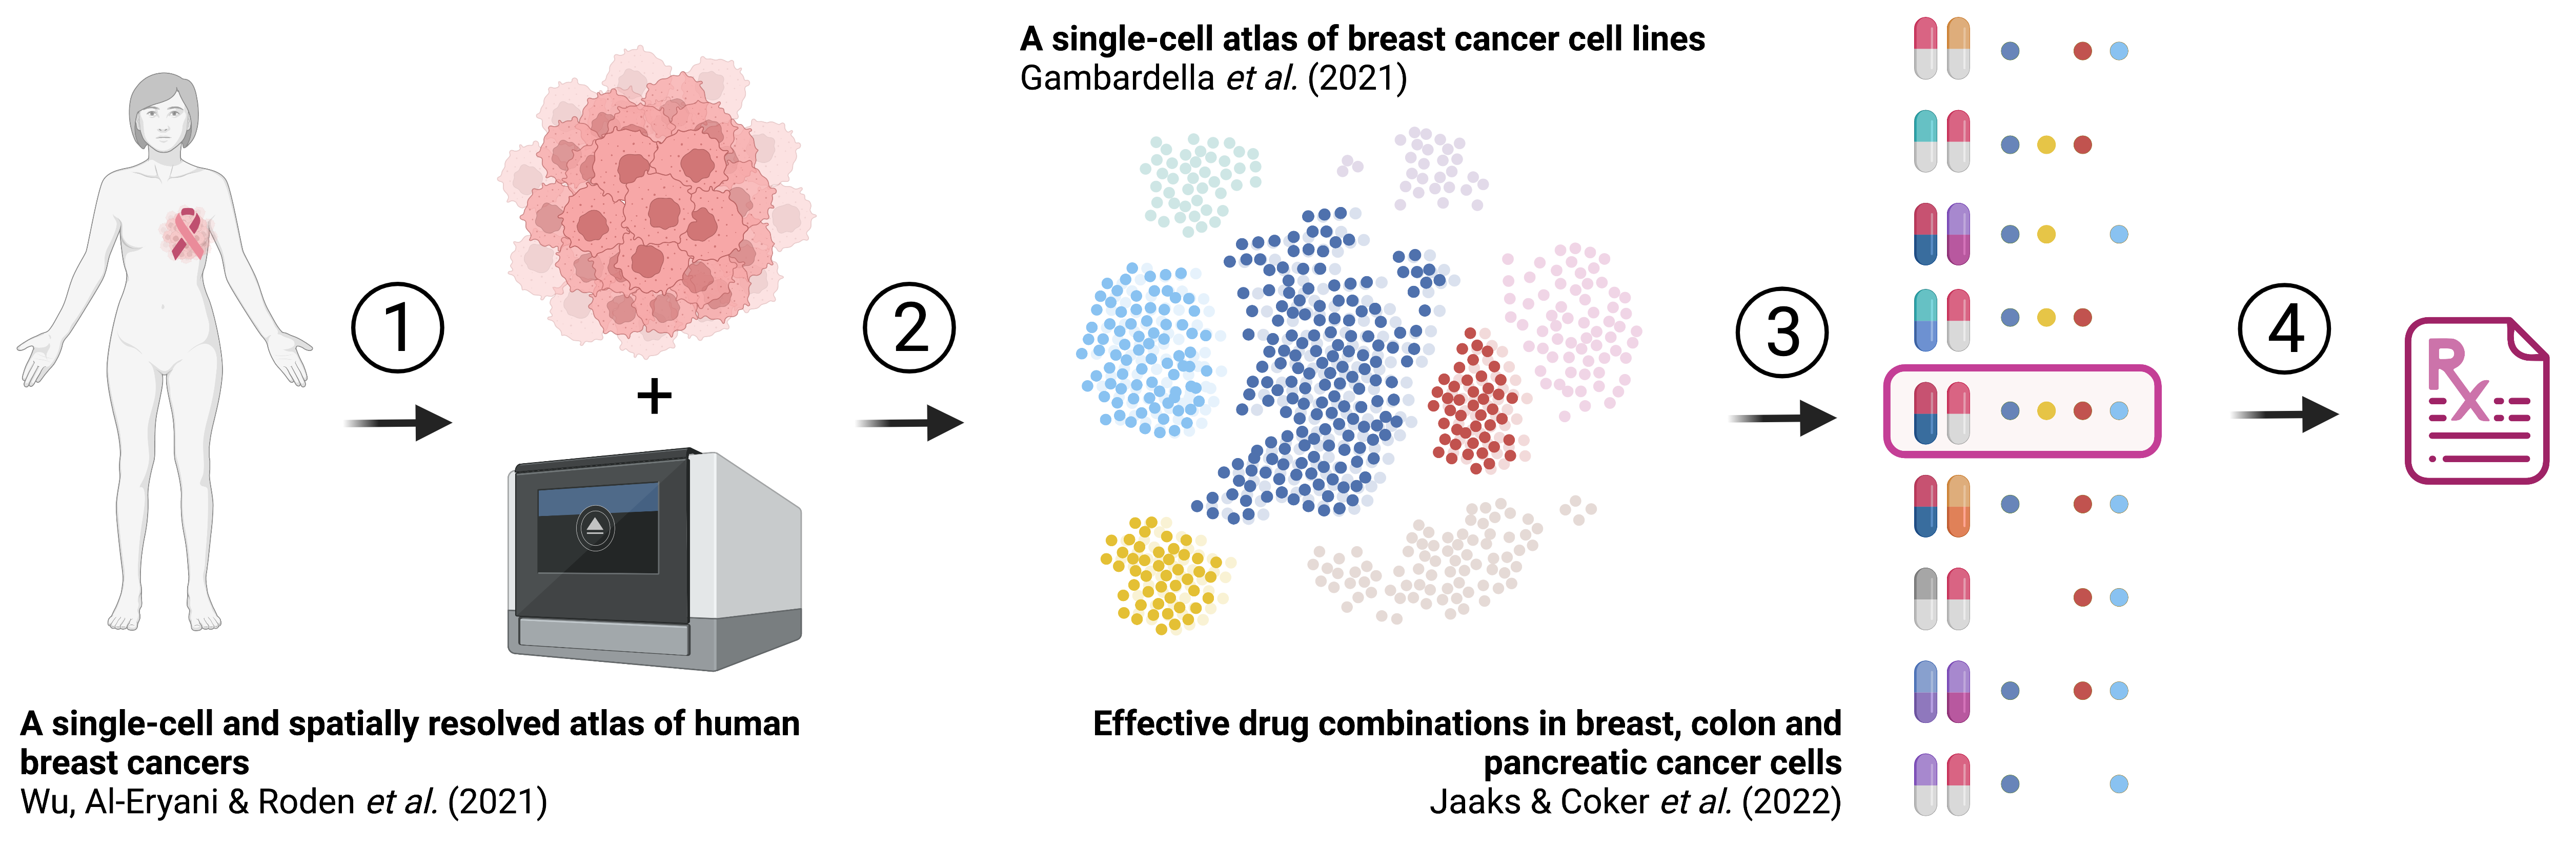 A single-cell atlas of breast cancer cell lines
Gambardella et al. (2021)
1
+
2
3
4
Rx
A single-cell and spatially resolved atlas of human
breast cancers
Wu, Al-Eryani & Roden et al. (2021)
Effective drug combinations in breast, colon and
pancreatic cancer cells
Jaaks & Coker et al. (2022)